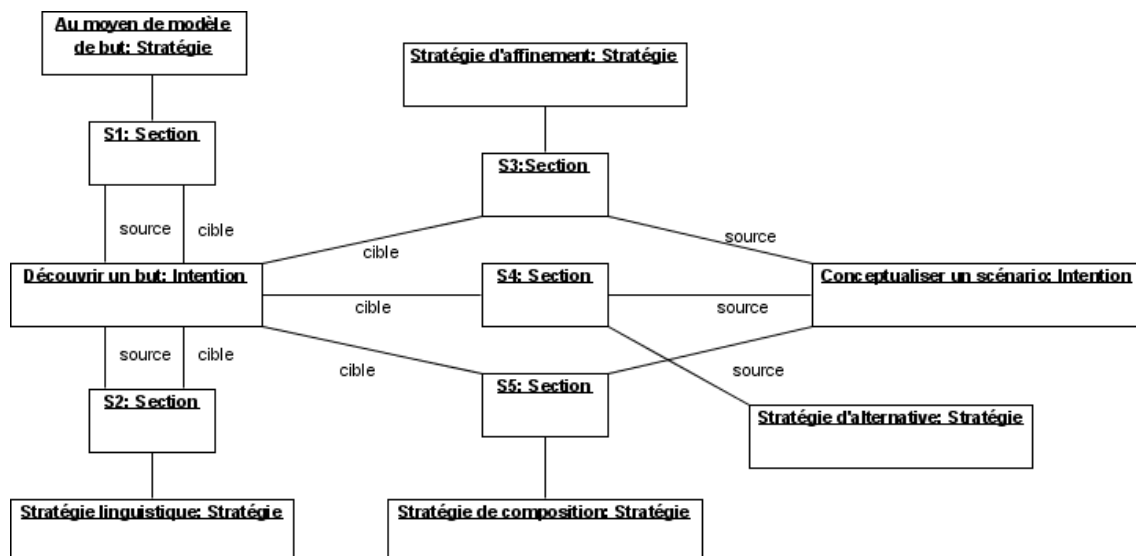 Au moyen de modèle
de but: Stratégie
Stratégie d'affinement: Stratégie
S1: Section
S3:Section
source
cible
cible
source
Découvrir un but: Intention
S4: Section
Conceptualiser un scénario: Intention
cible
source
source
cible
cible
source
S5: Section
S2: Section
Stratégie d'alternative: Stratégie
Stratégie linguistique: Stratégie
Stratégie de composition: Stratégie